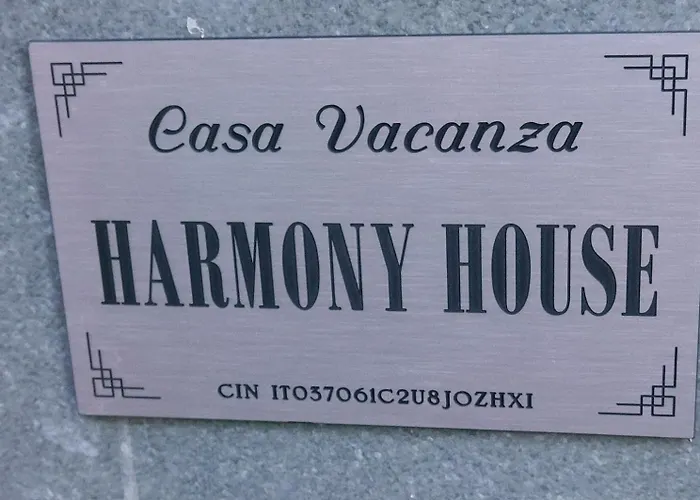 Casa Vacanza
HARMONY HOUSE
CIN IT037061C2U8JOZHXI